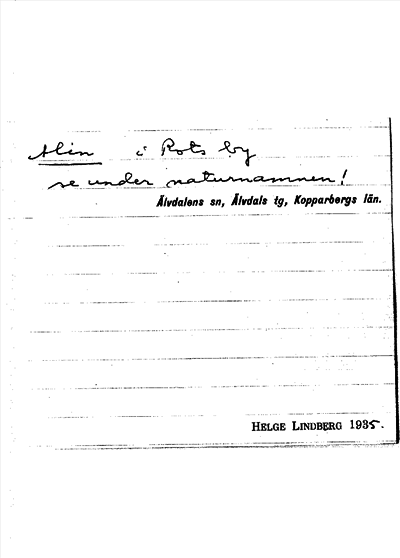 Alin i Rots by
se under naturnamnen!
Älvdalens sn, Älvdals tg, Kopparbergs län.
HELGE LINDBERG 1935.